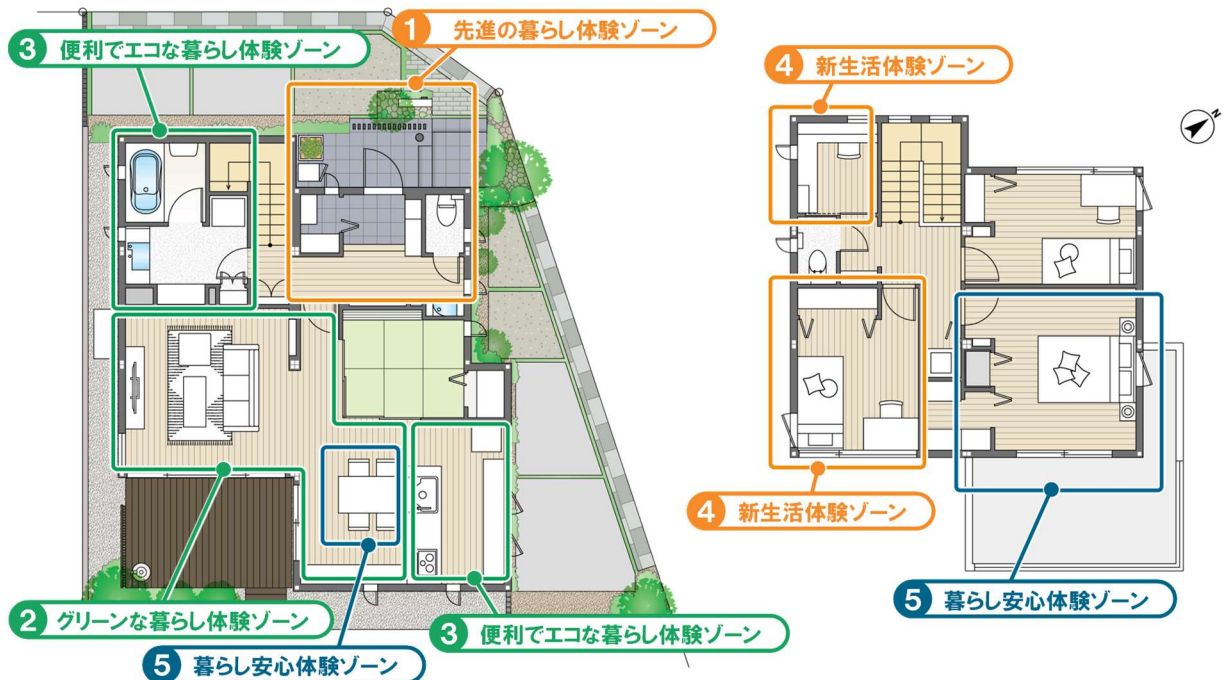 1 先進の暮らし体験ゾーン
3 便利でエコな暮らし体験ゾーン
4 新生活体験ゾーン
N
4 新生活体験ゾーン
5 暮らし安心体験ゾーン
2 グリーンな暮らし体験ゾーン
3 便利でエコな暮らし体験ゾーン
5 暮らし安心体験ゾーン